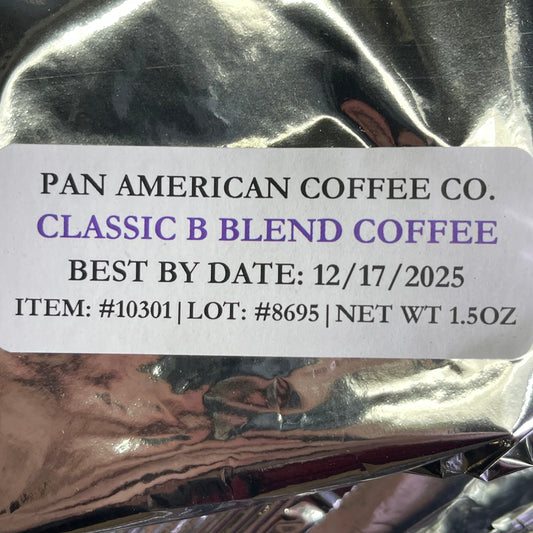 PAN AMERICAN COFFEE CO.
CLASSIC B BLEND COFFEE
BEST BY DATE: 12/17/2025
ITEM: #10301|LOT: #8695|NET WT 1.5OZ